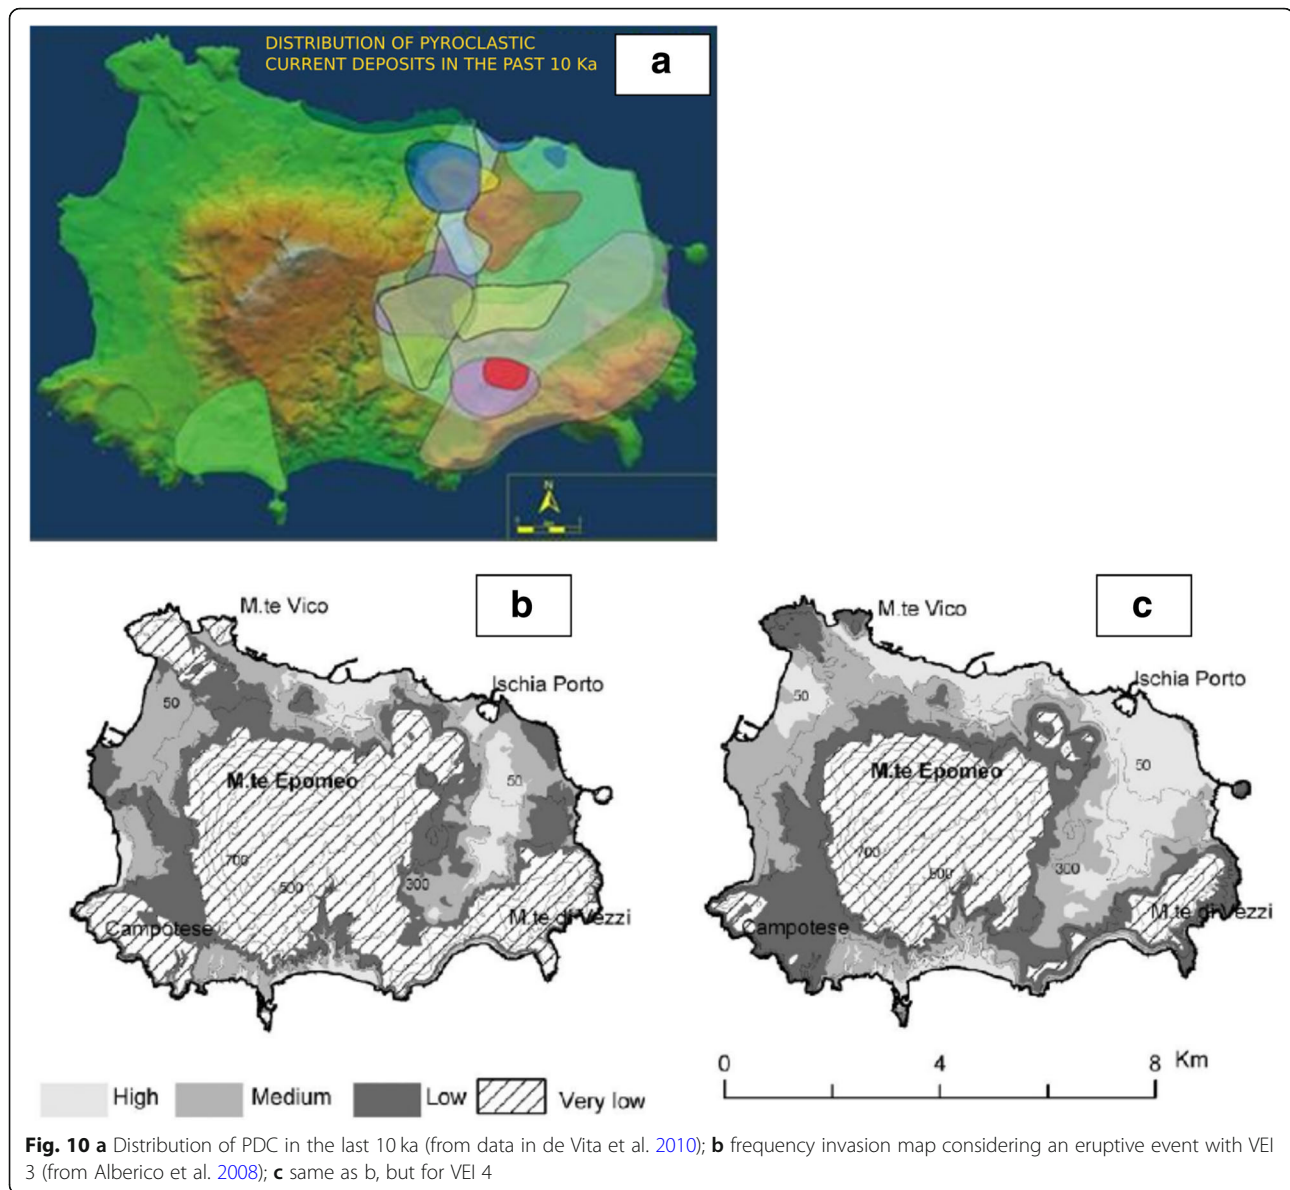 DISTRIBUTION OF PYROCLASTIC
CURRENT DEPOSITS IN THE PAST 10 Ka
a
N
b
M.te Vico
Ischia Porto
50
50
M.te Epomeo
700
500
300
Campotese
M.te di Vezzi
c
M.te Vico
Ischia Porto
50
50
M.te Epomeo
700
500
300
Campotese
M.te di Vezzi
0 4 8 Km
High Medium Low Very low
Fig. 10 a Distribution of PDC in the last 10 ka (from data in de Vita et al. 2010); b frequency invasion map considering an eruptive event with VEI
3 (from Alberico et al. 2008); c same as b, but for VEI 4